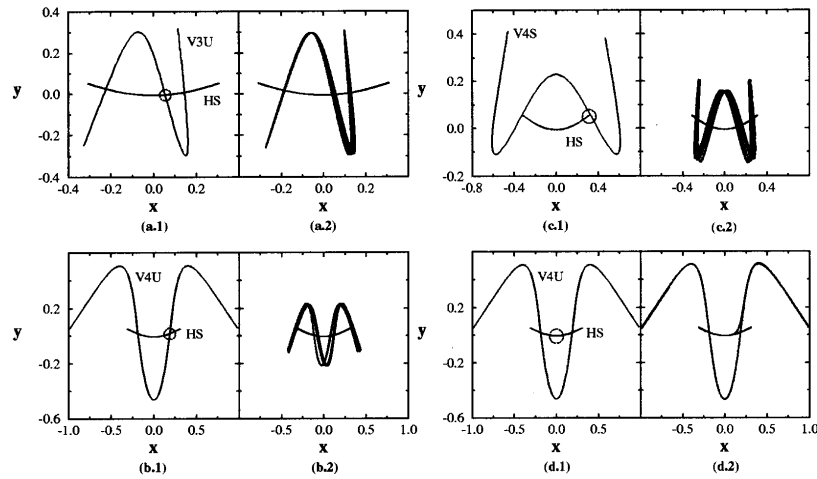 0.4
0.2
0.0
-0.2
-0.4
y
V3U
HS
-0.4 -0.2 0.0 0.2
x
(a.1)
-0.2 0.0 0.2
x
(a.2)
0.4
0.2
0.0
-0.2
y
V4S
HS
-0.8 -0.4 0.0 0.4
x
(c.1)
-0.4 0.0 0.4
x
(c.2)
0.2
-0.2
-0.6
y
V4U
HS
-1.0 -0.5 0.0 0.5
x
(b.1)
-0.5 0.0 0.5 1.0
x
(b.2)
0.2
-0.2
-0.6
y
V4U
HS
-1.0 -0.5 0.0 0.5
x
(d.1)
-0.5 0.0 0.5 1.0
x
(d.2)